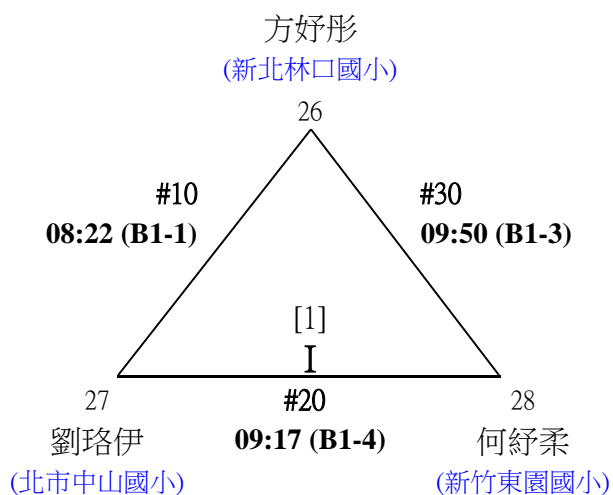 方妤彤
(新北林口國小)
26
#10 #30
08:22 (B1-1) 09:50 (B1-3)
[1]
I
27 #20 28
劉珞伊 09:17 (B1-4) 何紓柔
(北市中山國小) (新竹東園國小)